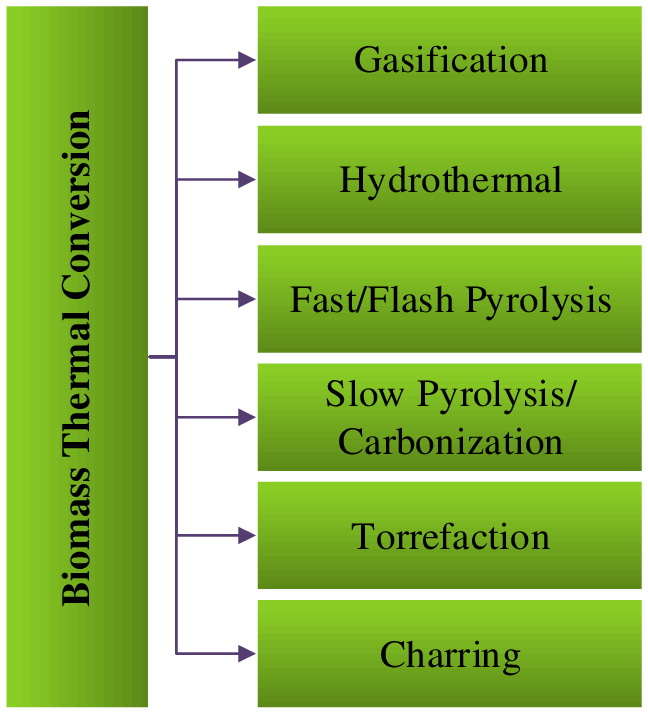 Biomass Thermal Conversion
Gasification
Hydrothermal
Fast/Flash Pyrolysis
Slow Pyrolysis/
Carbonization
Torrefaction
Charring